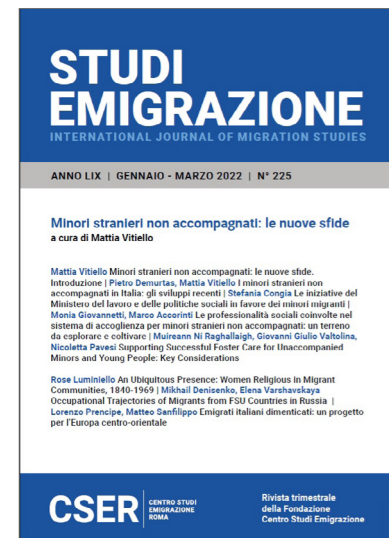 STUDI
EMIGRAZIONE
INTERNATIONAL JOURNAL OF MIGRATION STUDIES
ANNO LIX | GENNAIO - MARZO 2022 | N° 225
Minori stranieri non accompagnati: le nuove sfide
a cura di Mattia Vitiello
Mattia Vitiello Minori stranieri non accompagnati: le nuove sfide.
Introduzione | Pietro Demurtas, Mattia Vitiello I minori stranieri non
accompagnati in Italia: gli sviluppi recenti | Stefania Congia Le iniziative del
Ministero del lavoro e delle politiche sociali in favore dei minori migranti |
Monia Giovannetti, Marco Accorinti Le professionalità sociali coinvolte nel
sistema di accoglienza per minori stranieri non accompagnati: un terreno
da esplorare e coltivare | Muireann Ní Raghallaigh, Giovanni Giulio Valtolina,
Nicoletta Pavesi Supporting Successful Foster Care for Unaccompanied
Minors and Young People: Key Considerations
Rose Luminiello An Ubiquitous Presence: Women Religious in Migrant
Communities, 1840-1969 | Mikhail Denisenko, Elena Varshavskaya
Occupational Trajectories of Migrants from FSU Countries in Russia |
Lorenzo Prencipe, Matteo Sanfilippo Emigrati italiani dimenticati: un progetto
per l'Europa centro-orientale
CSER
CENTRO STUDI
EMIGRAZIONE
ROMA
Rivista trimestrale
della Fondazione
Centro Studi Emigrazione